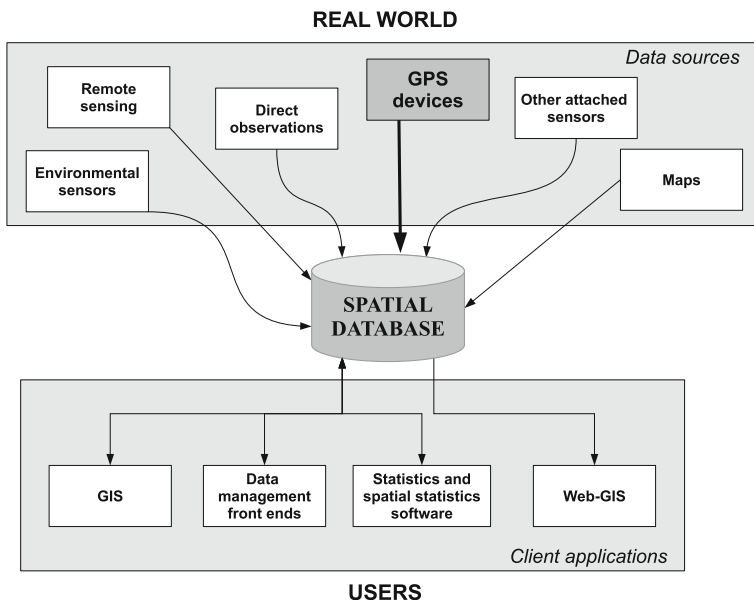 REAL WORLD
Data sources
Remote
sensing
Direct
observations
GPS
devices
Other attached
sensors
Environmental
sensors
Maps
SPATIAL
DATABASE
GIS
Data
management
front ends
Statistics and
spatial statistics
software
Web-GIS
Client applications
USERS